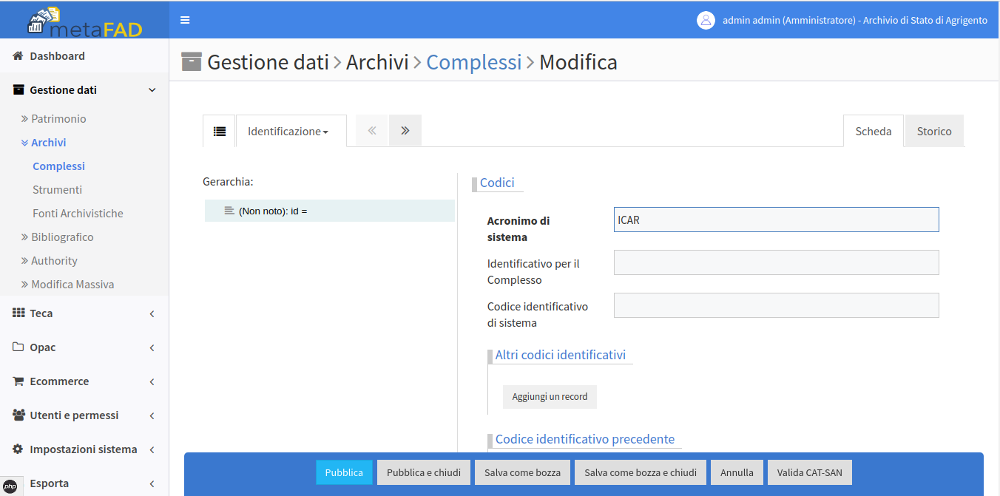 metaFAD
admin admin (Amministratore) - Archivio di Stato di Agrigento
Dashboard
Gestione dati
Patrimonio
Archivi
Complessi
Strumenti
Fonti Archivistiche
Bibliografico
Authority
Modifica Massiva
Teca
Opac
Ecommerce
Utenti e permessi
Impostazioni sistema
Esporta
php
Gestione dati > Archivi > Complessi > Modifica
Identificazione
Scheda
Storico
Gerarchia:
(Non noto): id =
Codici
Acronimo di
sistema
ICAR
Identificativo per il
Complesso
Codice identificativo
di sistema
Altri codici identificativi
Aggiungi un record
Codice identificativo precedente
Pubblica
Pubblica e chiudi
Salva come bozza
Salva come bozza e chiudi
Annulla
Valida CAT-SAN